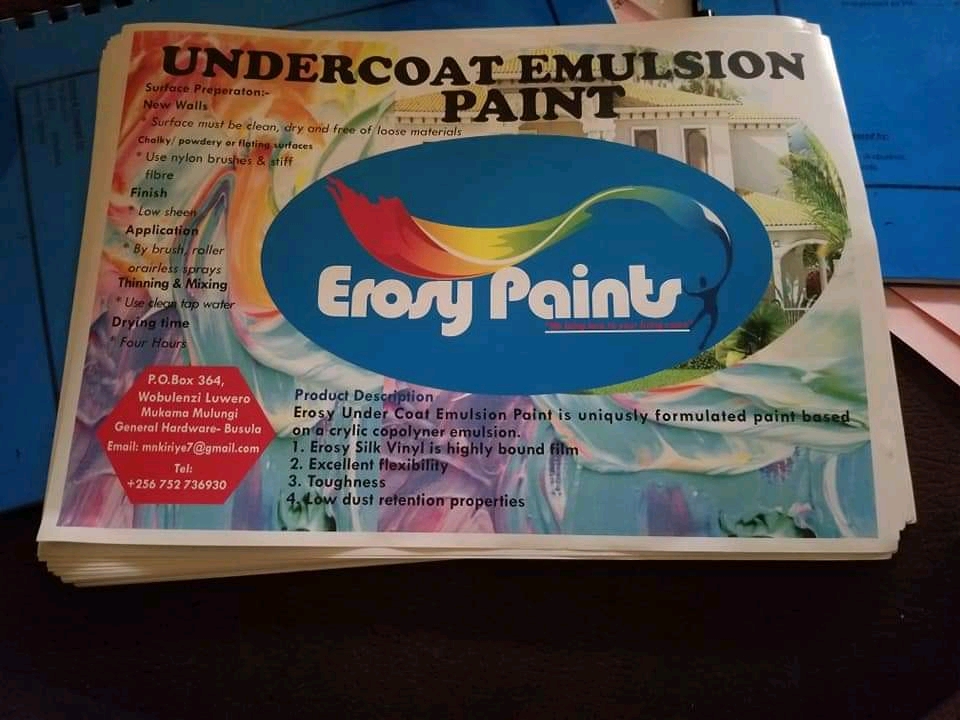 UNDERCOAT EMULSION
PAINT
Surface Preperaton:-
New Walls
* Surface must be clean, dry and free of loose materials
Chalky/ powdery or floting surfaces
* Use nylon brushes & stiff
fibre
Finish
* Low sheen
Application
* By brush, roller
orairless sprays
Thinning & Mixing
* Use clean tap water
Drying time
* Four Hours
Erosy Paints
P.O.Box 364,
Wobulenzi Luwero
Mukama Mulungi
General Hardware- Busula
Email: mnkiriye7@gmail.com
Tel:
+256 752 736930
Product Description
Erosy Under Coat Emulsion Paint is uniqusly formulated paint based
on a crylic copolyner emulsion.
1. Erosy Silk Vinyl is highly bound film
2. Excellent flexibility
3. Toughness
4. Low dust retention properties